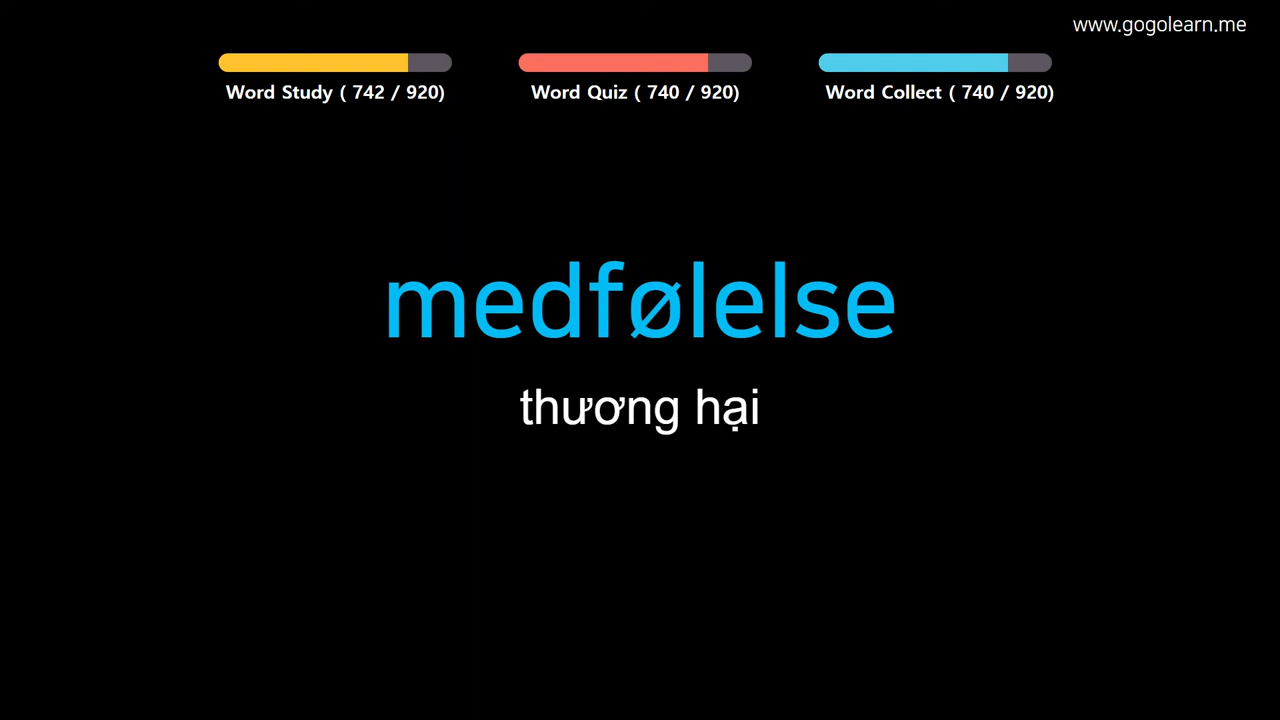 www.gogolearn.me
Word Study ( 742 / 920)
Word Quiz ( 740 / 920)
Word Collect ( 740 / 920)
medfølelse
thương hại